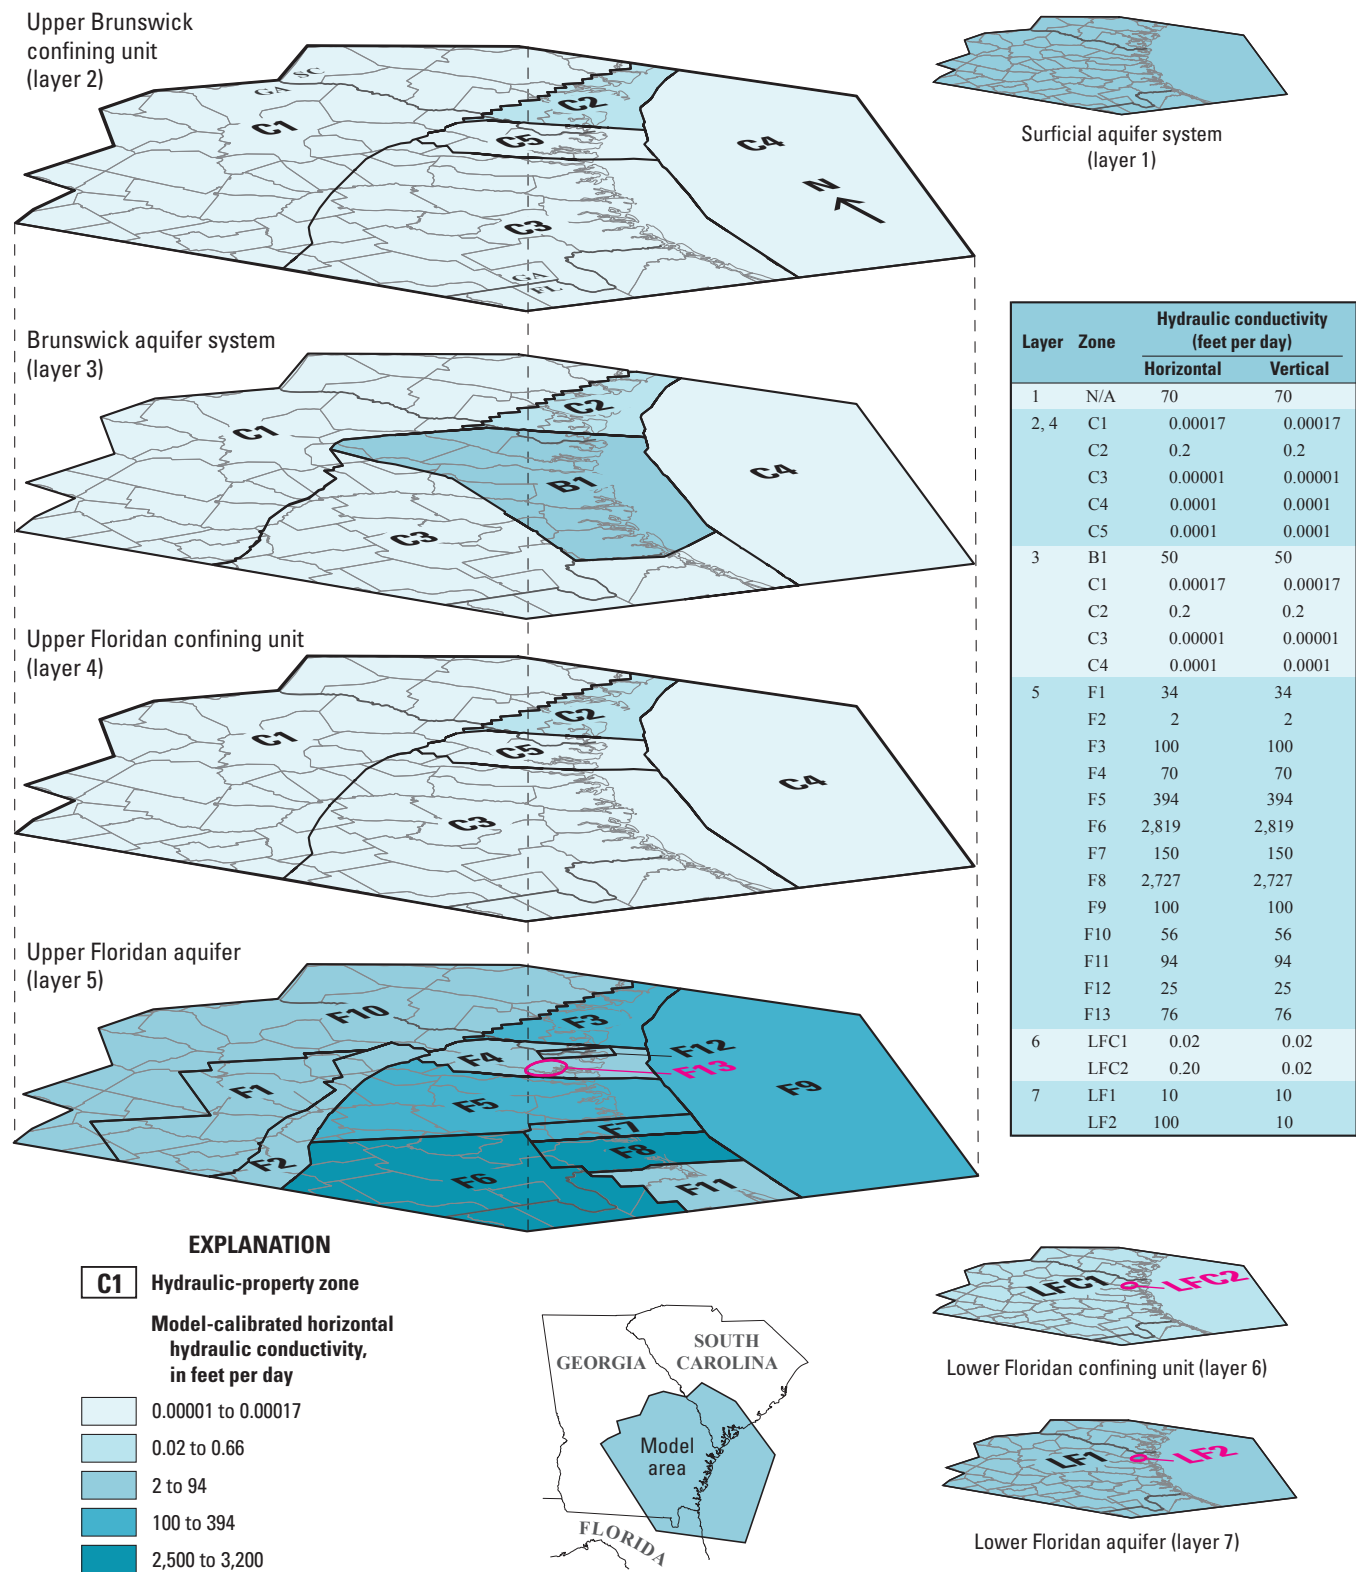 Upper Brunswick
confining unit
(layer 2)
SC
GA
C1
C2
C5
C4
C3
N
GA
FL
Surficial aquifer system
(layer 1)
Brunswick aquifer system
(layer 3)
C1
C2
B1
C4
C3
Upper Floridan confining unit
(layer 4)
C1
C2
C5
C4
C3
Upper Floridan aquifer
(layer 5)
F10
F3
F12
F4
F13
F1
F9
F5
F7
F2
F8
F6
F11
Layer Zone Hydraulic conductivity
(feet per day)
Horizontal Vertical
1 N/A 70 70
2, 4 C1 0.00017 0.00017
C2 0.2 0.2
C3 0.00001 0.00001
C4 0.0001 0.0001
C5 0.0001 0.0001
3 B1 50 50
C1 0.00017 0.00017
C2 0.2 0.2
C3 0.00001 0.00001
C4 0.0001 0.0001
5 F1 34 34
F2 2 2
F3 100 100
F4 70 70
F5 394 394
F6 2,819 2,819
F7 150 150
F8 2,727 2,727
F9 100 100
F10 56 56
F11 94 94
F12 25 25
F13 76 76
6 LFC1 0.02 0.02
LFC2 0.20 0.02
7 LF1 10 10
LF2 100 10
EXPLANATION
C1 Hydraulic-property zone
Model-calibrated horizontal
hydraulic conductivity,
in feet per day
0.00001 to 0.00017
0.02 to 0.66
2 to 94
100 to 394
2,500 to 3,200
GEORGIA
SOUTH
CAROLINA
Model
area
FLORIDA
LFC1
LFC2
Lower Floridan confining unit (layer 6)
LF1
LF2
Lower Floridan aquifer (layer 7)